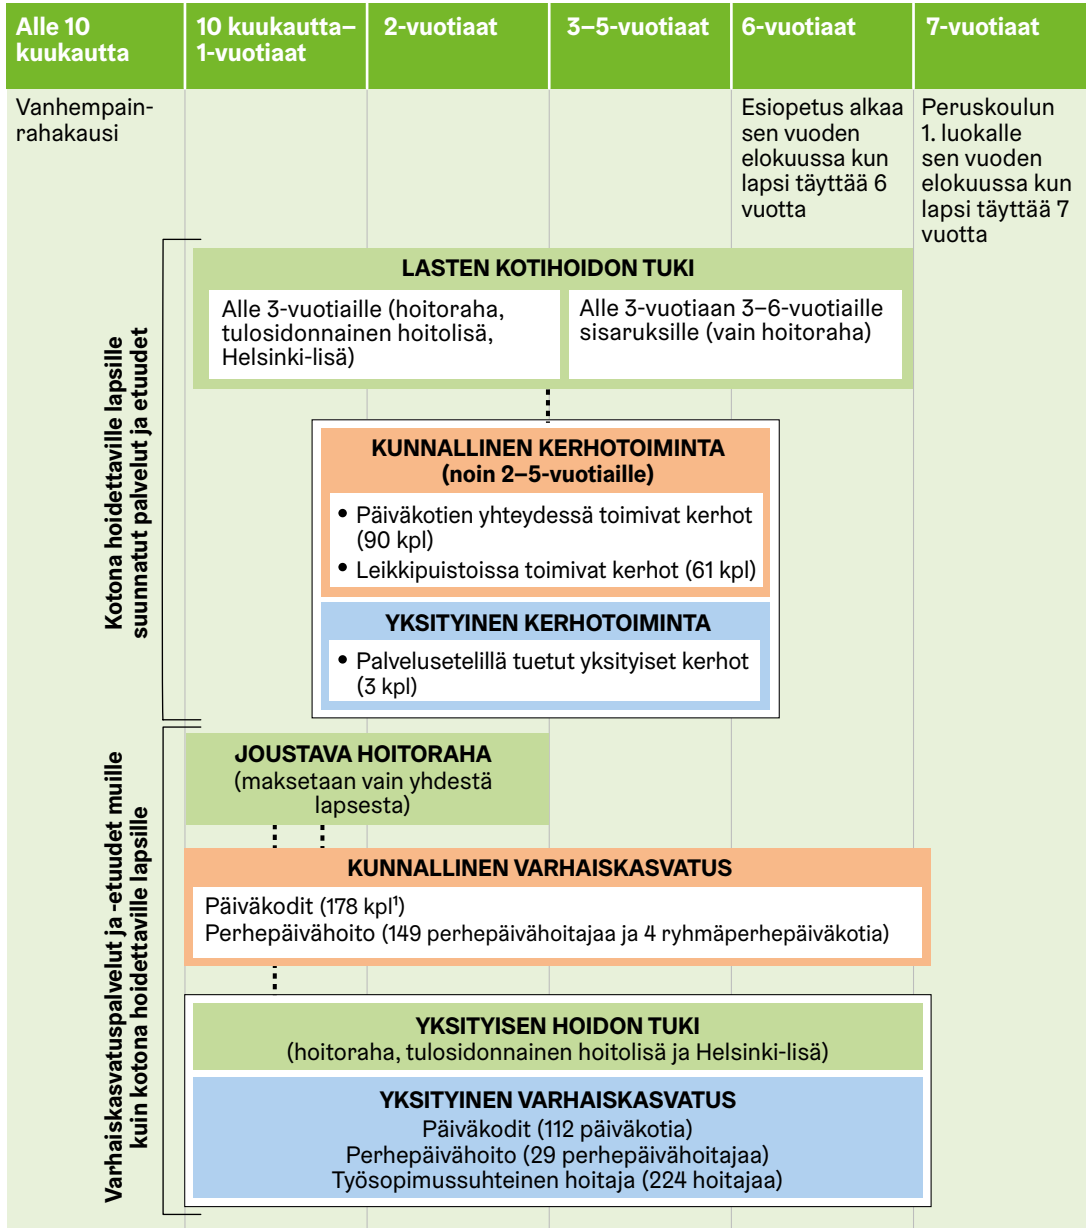 Alle 10
kuukautta
10 kuukautta–
1-vuotiaat
2-vuotiaat
3–5-vuotiaat
6-vuotiaat
7-vuotiaat
Vanhempain-
rahakausi
Esiopetus alkaa
sen vuoden
elokuussa kun
lapsi täyttää 6
vuotta
Peruskoulun
1. luokalle
sen vuoden
elokuussa kun
lapsi täyttää 7
vuotta
Kotona hoidettaville lapsille
suunnatut palvelut ja etuudet
LASTEN KOTIHOIDON TUKI
Alle 3-vuotiaille (hoitoraha,
tulosidonnainen hoitolisä,
Helsinki-lisä)
Alle 3-vuotiaan 3–6-vuotiaille
sisaruksille (vain hoitoraha)
KUNNALLINEN KERHOTOIMINTA
(noin 2–5-vuotiaille)
• Päiväkotien yhteydessä toimivat kerhot
(90 kpl)
• Leikkipuistoissa toimivat kerhot (61 kpl)
YKSITYINEN KERHOTOIMINTA
• Palvelusetelillä tuetut yksityiset kerhot
(3 kpl)
Varhaiskasvatuspalvelut ja -etuudet muille
kuin kotona hoidettaville lapsille
JOUSTAVA HOITORAHA
(maksetaan vain yhdestä
lapsesta)
KUNNALLINEN VARHAISKASVATUS
Päiväkodit (178 kpl¹)
Perhepäivähoito (149 perhepäivähoitajaa ja 4 ryhmäperhepäiväkotia)
YKSITYISEN HOIDON TUKI
(hoitoraha, tulosidonnainen hoitolisä ja Helsinki-lisä)
YKSITYINEN VARHAISKASVATUS
Päiväkodit (112 päiväkotia)
Perhepäivähoito (29 perhepäivähoitajaa)
Työsopimussuhteinen hoitaja (224 hoitajaa)